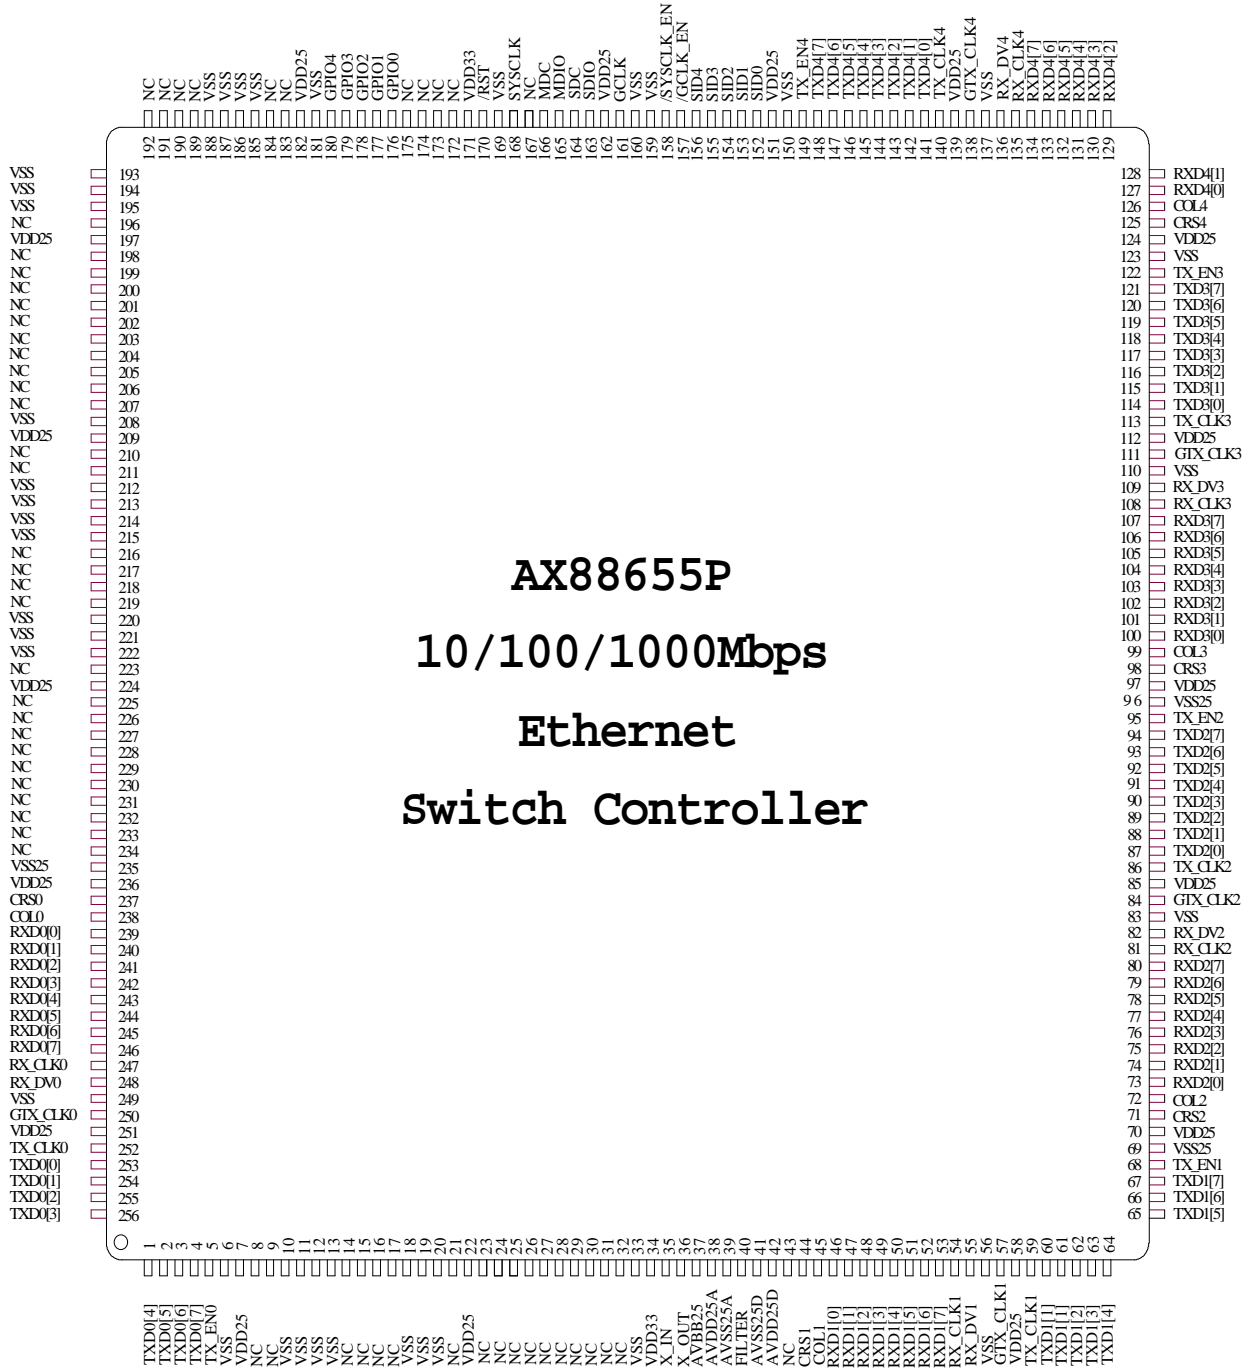 NC 192
NC 191
NC 190
NC 189
VSS 188
VSS 187
VSS 186
VSS 185
NC 184
NC 183
VDD25 182
VSS 181
GPIO4 180
GPIO3 179
GPIO2 178
GPIO1 177
GPIO0 176
NC 175
NC 174
NC 173
NC 172
VDD33 171
/RST 170
VSS 169
SYSCLK 168
NC 167
MDC 166
MDIO 165
SDC 164
SDIO 163
VDD25 162
GCLK 161
VSS 160
VSS 159
/SYSCLK_EN 158
/GCLK_EN 157
SID4 156
SID3 155
SID2 154
SID1 153
SID0 152
VDD25 151
VSS 150
TX_EN4 149
TXD4[7] 148
TXD4[6] 147
TXD4[5] 146
TXD4[4] 145
TXD4[3] 144
TXD4[2] 143
TXD4[1] 142
TXD4[0] 141
TX_CLK4 140
VDD25 139
GTX_CLK4 138
VSS 137
RX_DV4 136
RX_CLK4 135
RXD4[7] 134
RXD4[6] 133
RXD4[5] 132
RXD4[4] 131
RXD4[3] 130
RXD4[2] 129
VSS 193
VSS 194
VSS 195
NC 196
VDD25 197
NC 198
NC 199
NC 200
NC 201
NC 202
NC 203
NC 204
NC 205
NC 206
NC 207
VSS 208
VDD25 209
NC 210
NC 211
VSS 212
VSS 213
VSS 214
VSS 215
NC 216
NC 217
NC 218
NC 219
VSS 220
VSS 221
VSS 222
NC 223
VDD25 224
NC 225
NC 226
NC 227
NC 228
NC 229
NC 230
NC 231
NC 232
NC 233
NC 234
VSS25 235
VDD25 236
CRS0 237
COL0 238
RXD0[0] 239
RXD0[1] 240
RXD0[2] 241
RXD0[3] 242
RXD0[4] 243
RXD0[5] 244
RXD0[6] 245
RXD0[7] 246
RX_CLK0 247
RX_DV0 248
VSS 249
GTX_CLK0 250
VDD25 251
TX_CLK0 252
TXD0[0] 253
TXD0[1] 254
TXD0[2] 255
TXD0[3] 256
AX88655P
10/100/1000Mbps
Ethernet
Switch Controller
128 RXD4[1]
127 RXD4[0]
126 COL4
125 CRS4
124 VDD25
123 VSS
122 TX_EN3
121 TXD3[7]
120 TXD3[6]
119 TXD3[5]
118 TXD3[4]
117 TXD3[3]
116 TXD3[2]
115 TXD3[1]
114 TXD3[0]
113 TX_CLK3
112 VDD25
111 GTX_CLK3
110 VSS
109 RX_DV3
108 RX_CLK3
107 RXD3[7]
106 RXD3[6]
105 RXD3[5]
104 RXD3[4]
103 RXD3[3]
102 RXD3[2]
101 RXD3[1]
100 RXD3[0]
99 COL3
98 CRS3
97 VDD25
96 VSS25
95 TX_EN2
94 TXD2[7]
93 TXD2[6]
92 TXD2[5]
91 TXD2[4]
90 TXD2[3]
89 TXD2[2]
88 TXD2[1]
87 TXD2[0]
86 TX_CLK2
85 VDD25
84 GTX_CLK2
83 VSS
82 RX_DV2
81 RX_CLK2
80 RXD2[7]
79 RXD2[6]
78 RXD2[5]
77 RXD2[4]
76 RXD2[3]
75 RXD2[2]
74 RXD2[1]
73 RXD2[0]
72 COL2
71 CRS2
70 VDD25
69 VSS25
68 TX_EN1
67 TXD1[7]
66 TXD1[6]
65 TXD1[5]
1 TXD0[4]
2 TXD0[5]
3 TXD0[6]
4 TXD0[7]
5 TX_EN0
6 VSS
7 VDD25
8 NC
9 NC
10 VSS
11 VSS
12 VSS
13 VSS
14 NC
15 NC
16 NC
17 NC
18 VSS
19 VSS
20 VSS
21 NC
22 VDD25
23 NC
24 NC
25 NC
26 NC
27 NC
28 NC
29 NC
30 NC
31 NC
32 NC
33 VSS
34 VDD33
35 X_IN
36 X_OUT
37 AVBB25
38 AVDD25A
39 AVSS25A
40 FILTER
41 AVSS25D
42 AVDD25D
43 NC
44 CRS1
45 COL1
46 RXD1[0]
47 RXD1[1]
48 RXD1[2]
49 RXD1[3]
50 RXD1[4]
51 RXD1[5]
52 RXD1[6]
53 RXD1[7]
54 RX_CLK1
55 RX_DV1
56 VSS
57 GTX_CLK1
58 VDD25
59 TX_CLK1
60 TXD1[1]
61 TXD1[1]
62 TXD1[2]
63 TXD1[3]
64 TXD1[4]